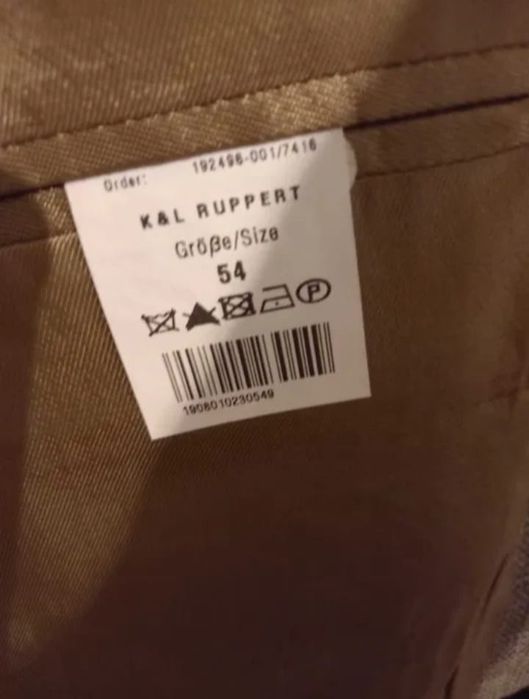 Order: 192496-001/7416
K&L RUPPERT
Größe/Size
54
1908010230549